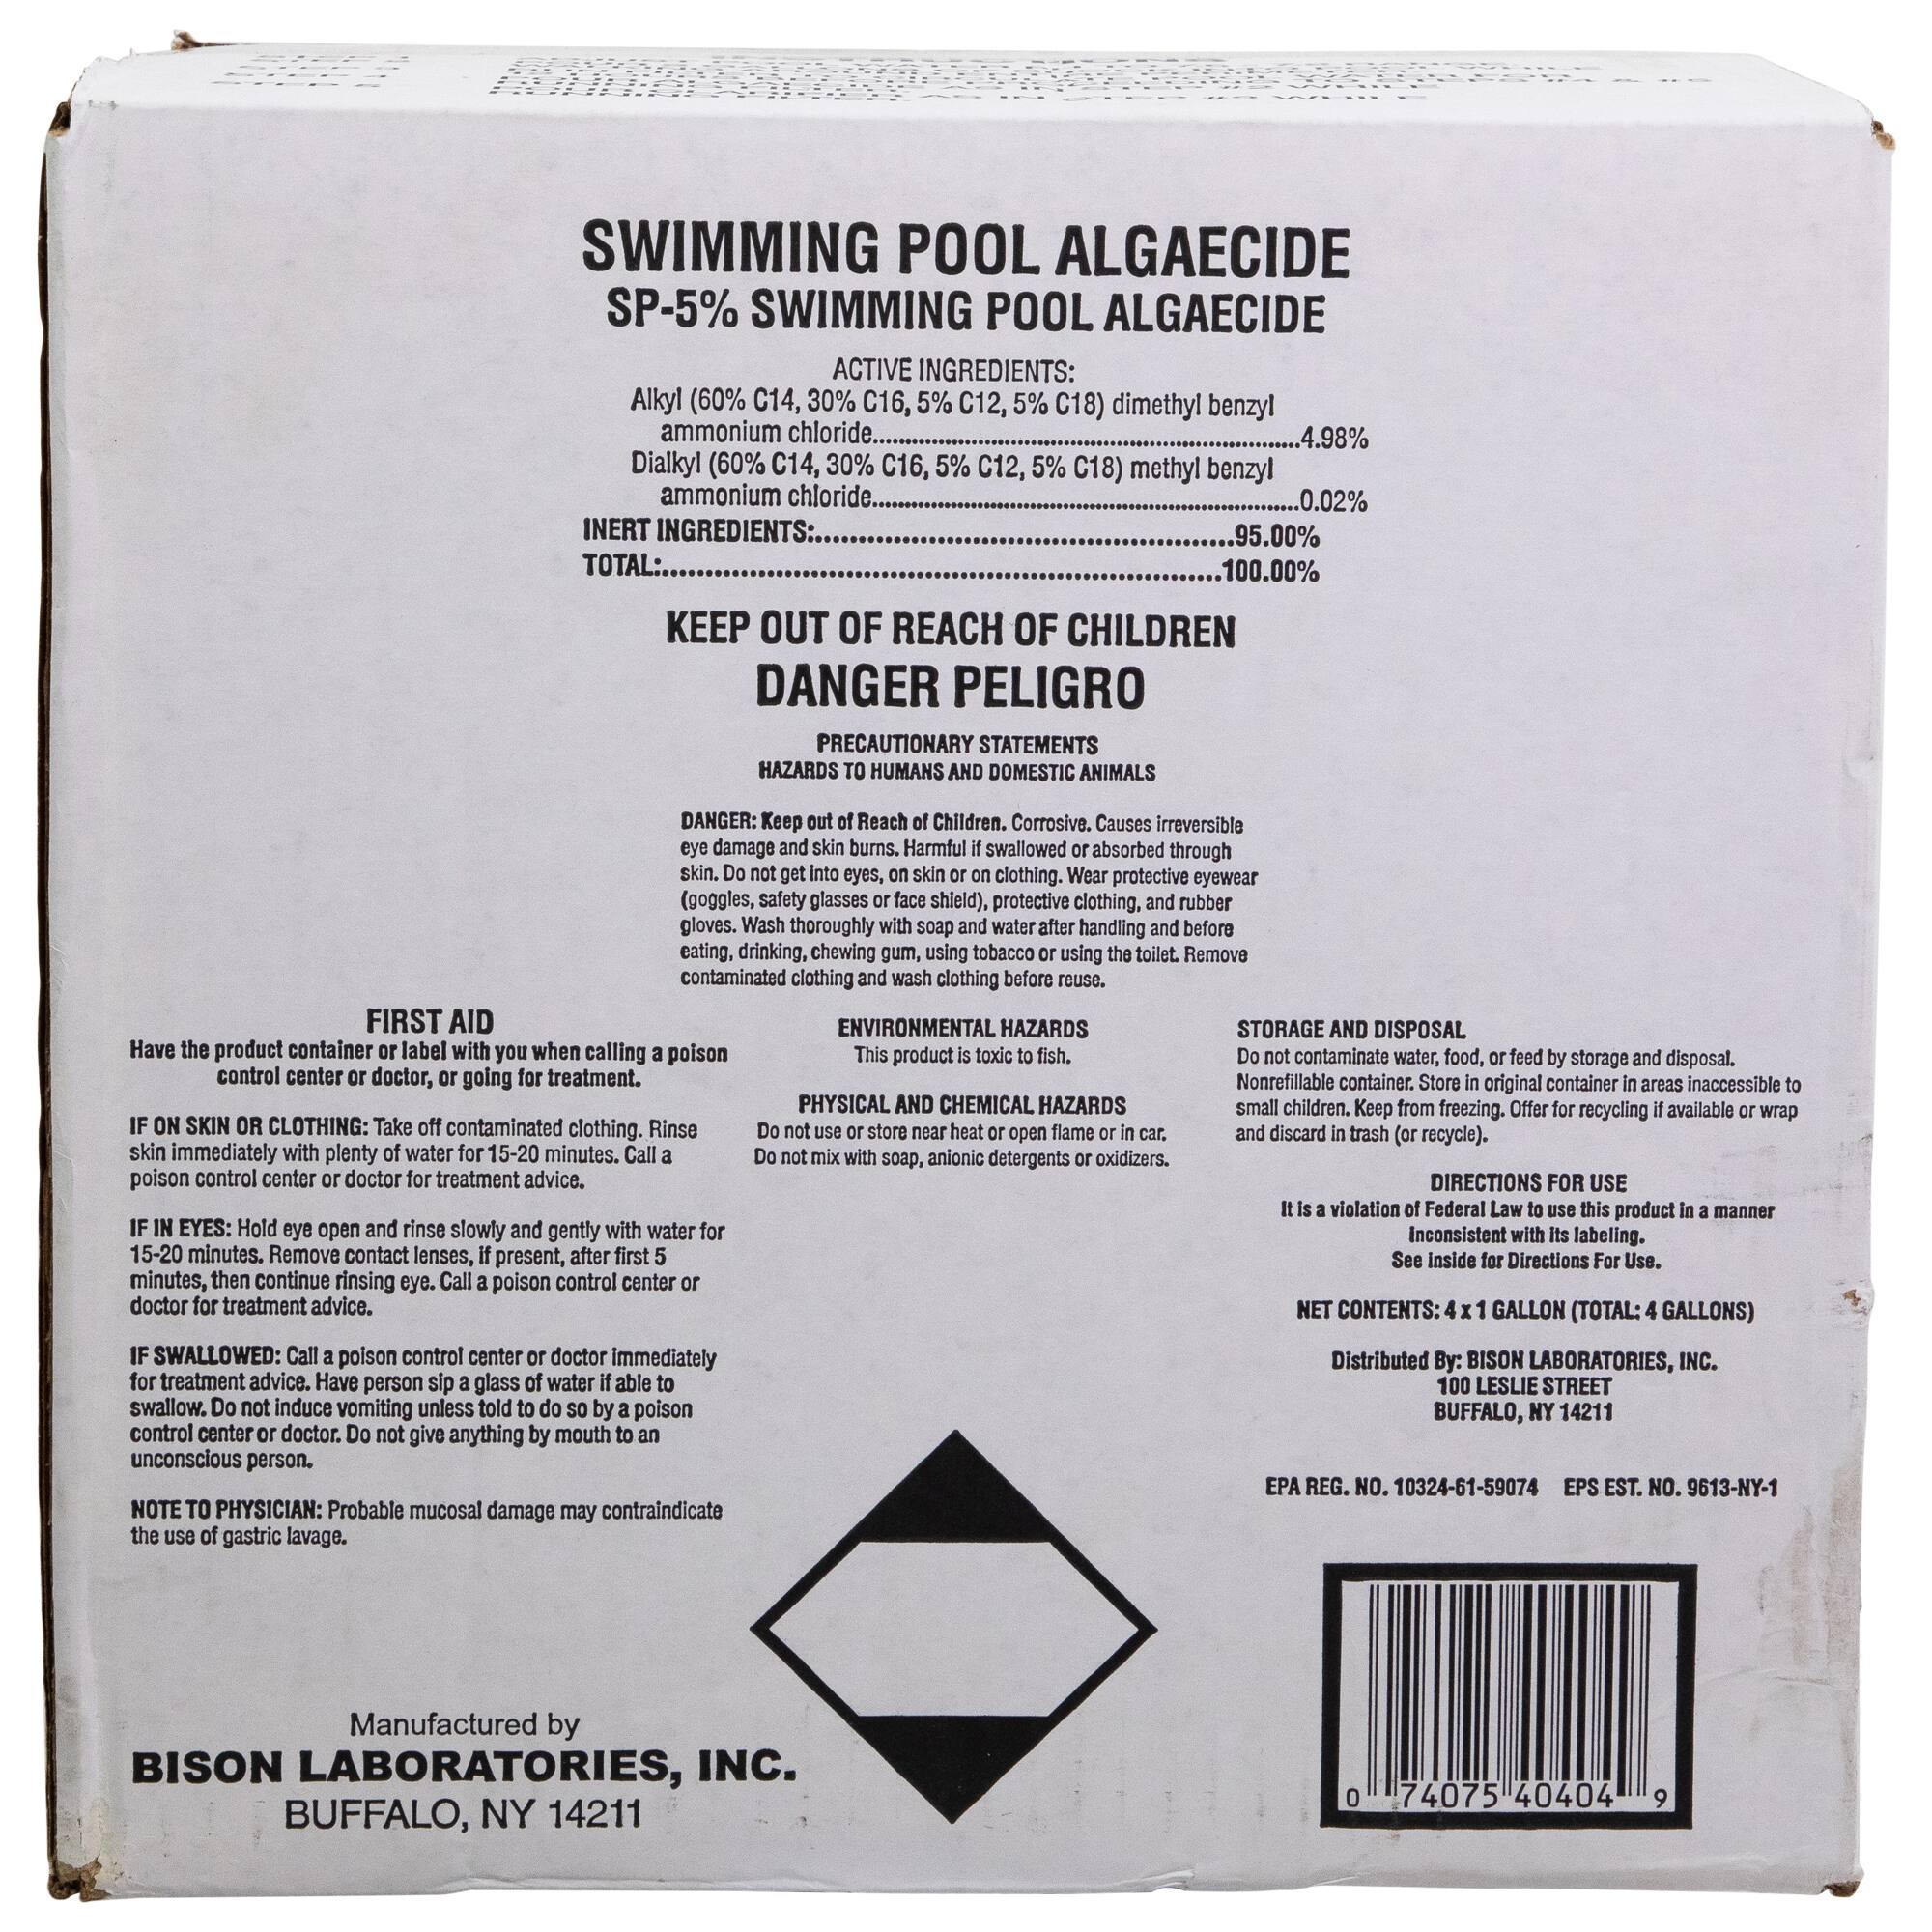 SWIMMING POOL ALGAECIDE
SP-5% SWIMMING POOL ALGAECIDE
ACTIVE INGREDIENTS:
Alkyl (60% C14, 30% C16, 5% C12, 5% C18) dimethyl benzyl
ammonium chloride..........4.98%
Dialkyl (60% C14, 30% C16, 5% C12, 5% C18) methyl benzyl
ammonium chloride..........0.02%
INERT INGREDIENTS:..........95.00%
TOTAL:..........100.00%
KEEP OUT OF REACH OF CHILDREN
DANGER PELIGRO
PRECAUTIONARY STATEMENTS
HAZARDS TO HUMANS AND DOMESTIC ANIMALS
DANGER: Keep out of Reach of Children. Corrosive. Causes irreversible
eye damage and skin burns. Harmful if swallowed or absorbed through
skin. Do not get into eyes, on skin or on clothing. Wear protective eyewear
(goggles, safety glasses or face shield), protective clothing, and rubber
gloves. Wash thoroughly with soap and water after handling and before
eating, drinking, chewing gum, using tobacco or using the toilet. Remove
contaminated clothing and wash clothing before reuse.
FIRST AID
Have the product container or label with you when calling a poison
control center or doctor, or going for treatment.
IF ON SKIN OR CLOTHING: Take off contaminated clothing. Rinse
skin immediately with plenty of water for 15-20 minutes. Call a
poison control center or doctor for treatment advice.
IF IN EYES: Hold eye open and rinse slowly and gently with water for
15-20 minutes. Remove contact lenses, if present, after first 5
minutes, then continue rinsing eye. Call a poison control center or
doctor for treatment advice.
IF SWALLOWED: Call a poison control center or doctor immediately
for treatment advice. Have person sip a glass of water if able to
swallow. Do not induce vomiting unless told to do so by a poison
control center or doctor. Do not give anything by mouth to an
unconscious person.
NOTE TO PHYSICIAN: Probable mucosal damage may contraindicate
the use of gastric lavage.
ENVIRONMENTAL HAZARDS
This product is toxic to fish.
PHYSICAL AND CHEMICAL HAZARDS
Do not use or store near heat or open flame or in car.
Do not mix with soap, anionic detergents or oxidizers.
STORAGE AND DISPOSAL
Do not contaminate water, food, or feed by storage and disposal.
Nonrefillable container. Store in original container in areas inaccessible to
small children. Keep from freezing. Offer for recycling if available or wrap
and discard in trash (or recycle).
DIRECTIONS FOR USE
It is a violation of Federal Law to use this product in a manner
inconsistent with its labeling.
See inside for Directions For Use.
NET CONTENTS: 4 x 1 GALLON (TOTAL: 4 GALLONS)
Distributed By: BISON LABORATORIES, INC.
100 LESLIE STREET
BUFFALO, NY 14211
EPA REG. NO. 10324-61-59074 EPS EST. NO. 9613-NY-1
Manufactured by
BISON LABORATORIES, INC.
BUFFALO, NY 14211
0 74075 40404 9